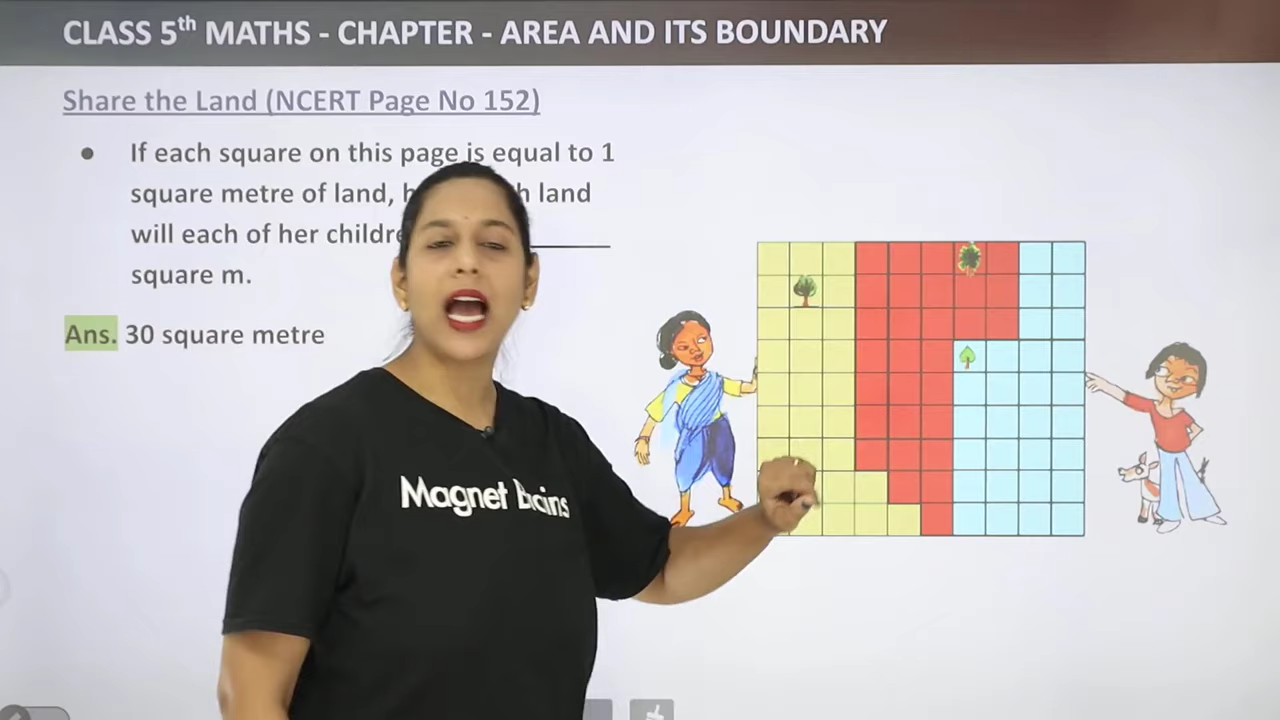 CLASS 5th MATHS - CHAPTER - AREA AND ITS BOUNDARY
Share the Land (NCERT Page No 152)
● If each square on this page is equal to 1
square metre of land, land
will each of her
square m.
Ans. 30 square metre
Magnet Brains